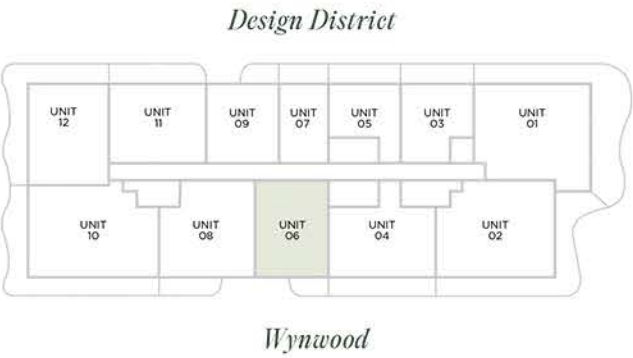 Design District
UNIT
12
UNIT
11
UNIT
09
UNIT
07
UNIT
05
UNIT
03
UNIT
01
UNIT
10
UNIT
08
UNIT
06
UNIT
04
UNIT
02
Wynwood